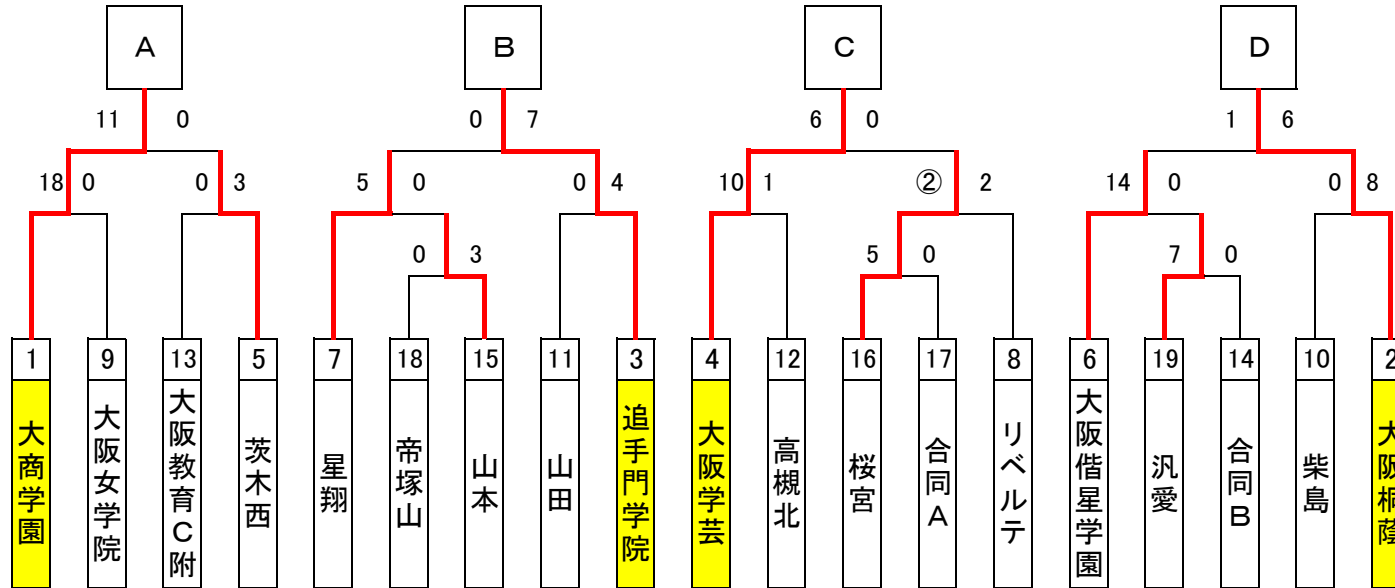 A B C D
11 0 0 7 6 0 1 6
18 0 0 3 5 0 0 4 10 1 ② 2 14 0 0 8
0 3 5 0 7 0
1 9 13 5 7 18 15 11 3 4 12 16 17 8 6 19 14 10 2
大商学園
大阪女学院
大阪教育C附
茨木西
星翔
帝塚山
山本
山田
追手門学院
大阪学芸
高槻北
桜宮
合同A
リベルテ
大阪偕星学園
汎愛
合同B
柴島
大阪桐蔭